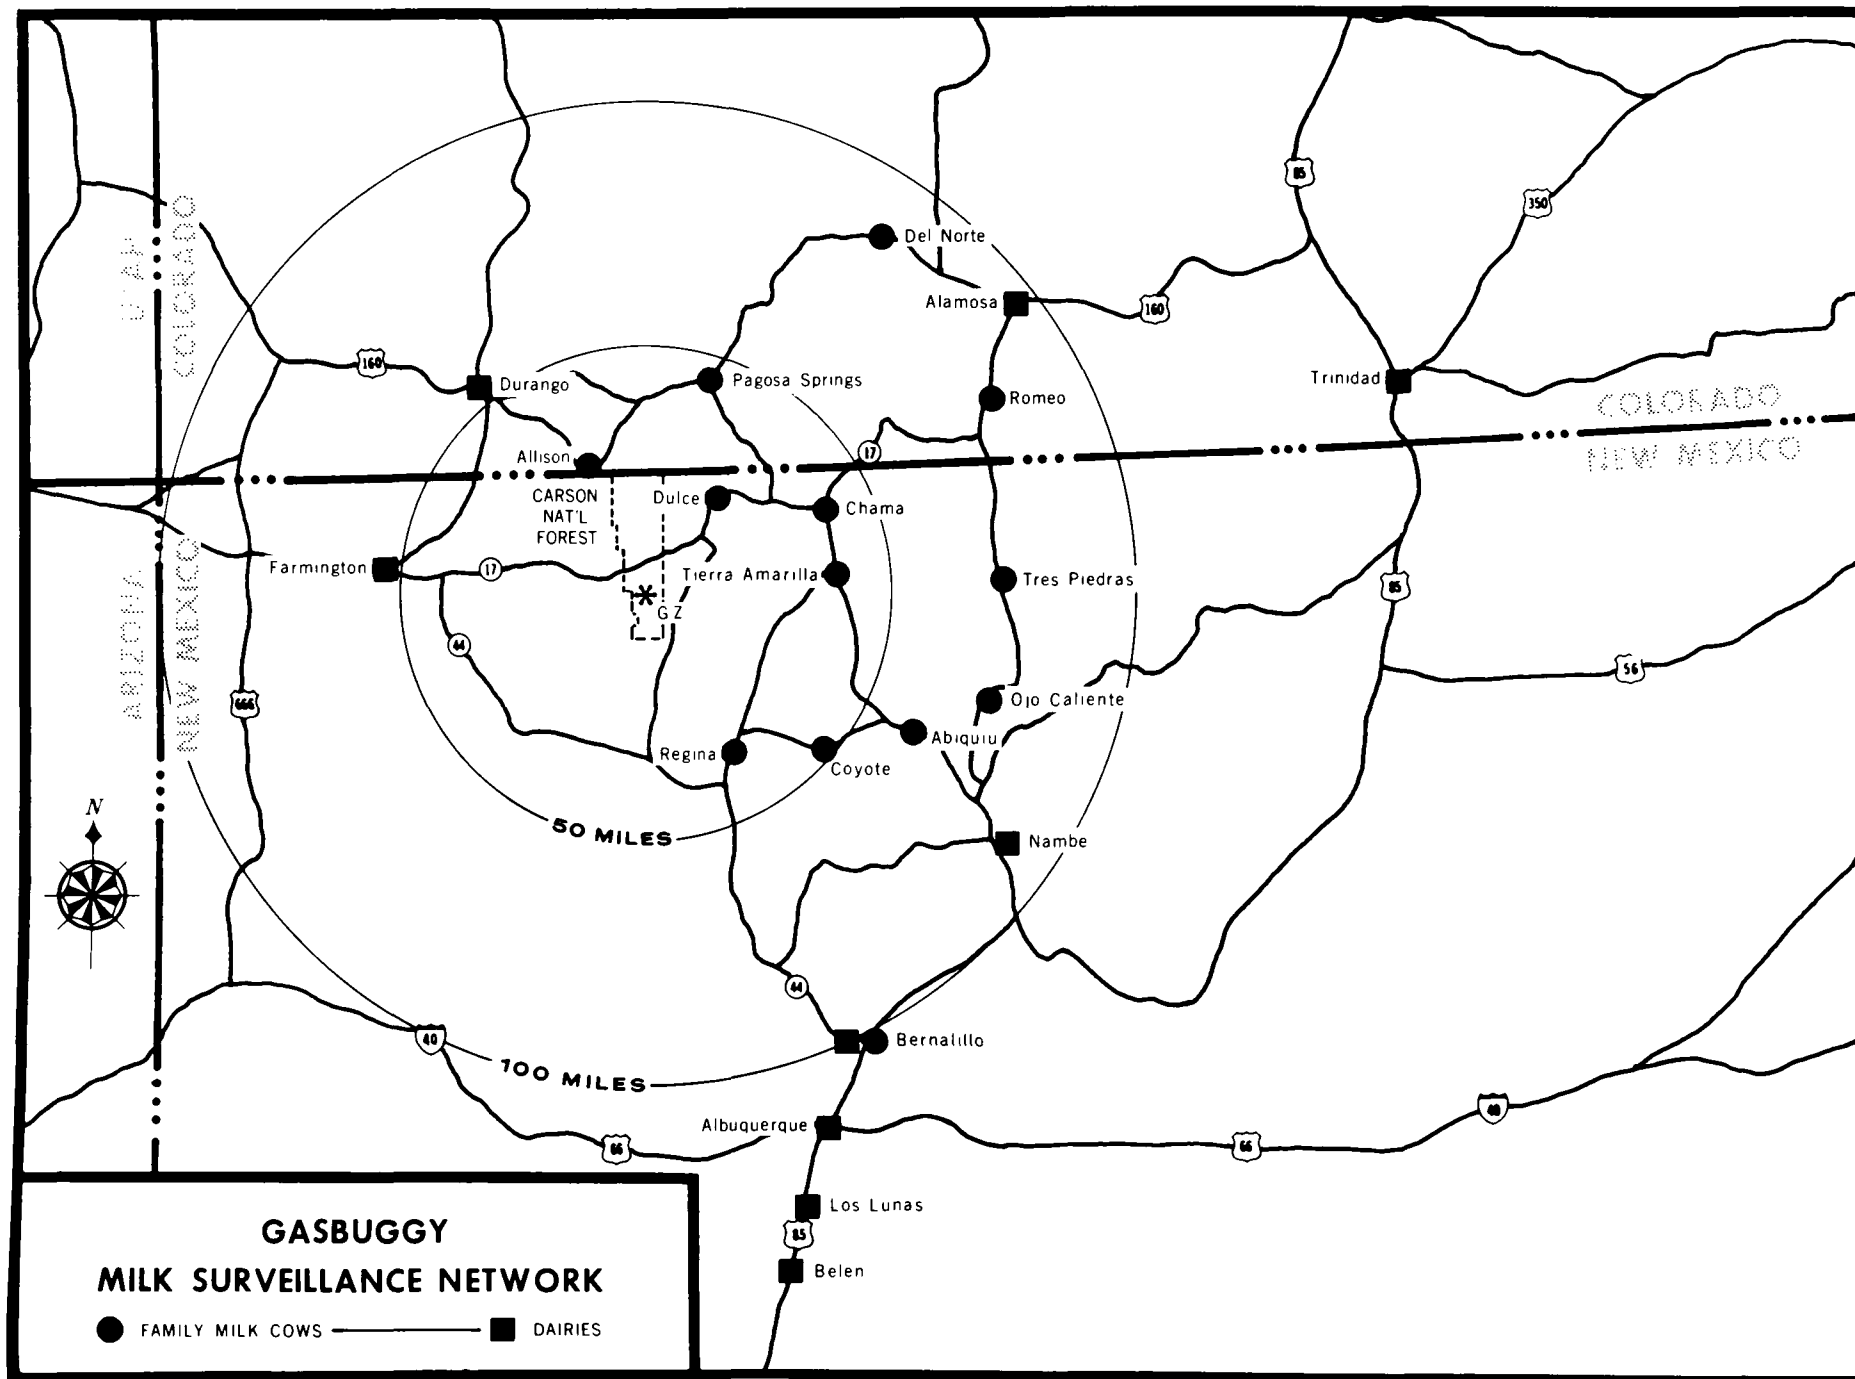 85
350
UTAH
COLORADO
Del Norte
Alamosa
160
160
Durango
Pagosa Springs
Trinidad
Romeo
COLORADO
NEW MEXICO
Allison
17
CARSON
NAT'L
FOREST
Dulce
Chama
Farmington
17
Tierra Amarilla
Tres Piedras
GZ
ARIZONA
NEW MEXICO
85
44
56
666
Ojo Caliente
Abiquiu
Regina
Coyote
N
50 MILES
Nambe
44
40
Bernalillo
100 MILES
Albuquerque
40
66
66
Los Lunas
85
Belen
GASBUGGY
MILK SURVEILLANCE NETWORK
FAMILY MILK COWS
DAIRIES